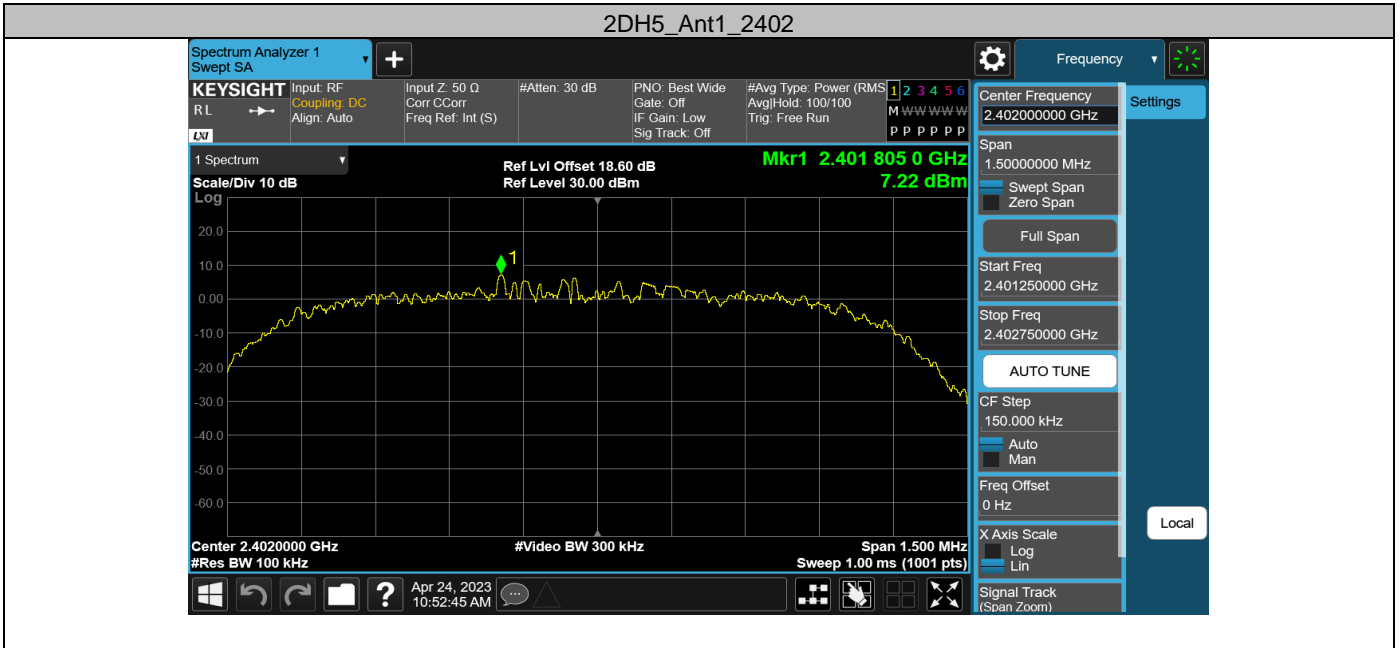 2DH5_Ant1_2402
Spectrum Analyzer 1
Swept SA
Frequency
KEYSIGHT
R L
LXI
Input: RF
Coupling: DC
Align: Auto
Input Z: 50 Ω
Corr CCorr
Freq Ref: Int (S)
#Atten: 30 dB
PNO: Best Wide
Gate: Off
IF Gain: Low
Sig Track: Off
#Avg Type: Power (RMS
Avg|Hold: 100/100
Trig: Free Run
1 2 3 4 5 6
M W W W W W
P P P P P P
1 Spectrum
Scale/Div 10 dB
Ref Lvl Offset 18.60 dB
Ref Level 30.00 dBm
Mkr1 2.401 805 0 GHz
7.22 dBm
Log
20.0
10.0
0.00
-10.0
-20.0
-30.0
-40.0
-50.0
-60.0
1
Center 2.4020000 GHz
#Res BW 100 kHz
#Video BW 300 kHz
Span 1.500 MHz
Sweep 1.00 ms (1001 pts)
Center Frequency
2.402000000 GHz
Span
1.50000000 MHz
Swept Span
Zero Span
Full Span
Start Freq
2.401250000 GHz
Stop Freq
2.402750000 GHz
AUTO TUNE
CF Step
150.000 kHz
Auto
Man
Freq Offset
0 Hz
X Axis Scale
Log
Lin
Signal Track
(Span Zoom)
Settings
Local
?
Apr 24, 2023
10:52:45 AM